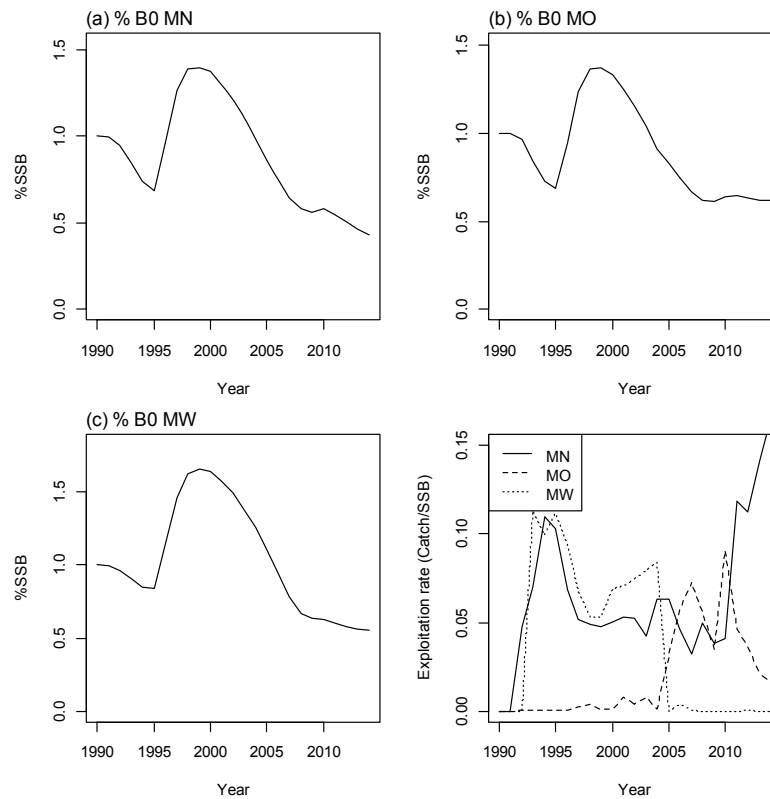 (a) % B0 MN
%SSB
1.5
1.0
0.5
0.0
1990 1995 2000 2005 2010
Year
(b) % B0 MO
%SSB
1.5
1.0
0.5
0.0
1990 1995 2000 2005 2010
Year
(c) % B0 MW
%SSB
1.5
1.0
0.5
0.0
1990 1995 2000 2005 2010
Year
Exploitation rate (Catch/SSB)
0.15
0.10
0.05
0.00
MN
MO
MW
1990 1995 2000 2005 2010
Year